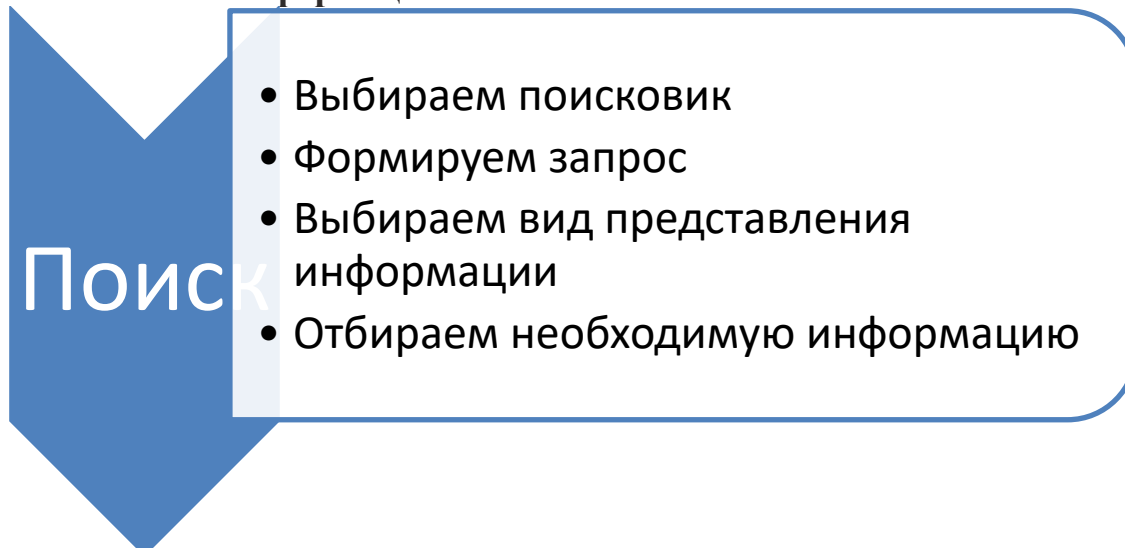 Поиск
• Выбираем поисковик
• Формируем запрос
• Выбираем вид представления
информации
• Отбираем необходимую информацию